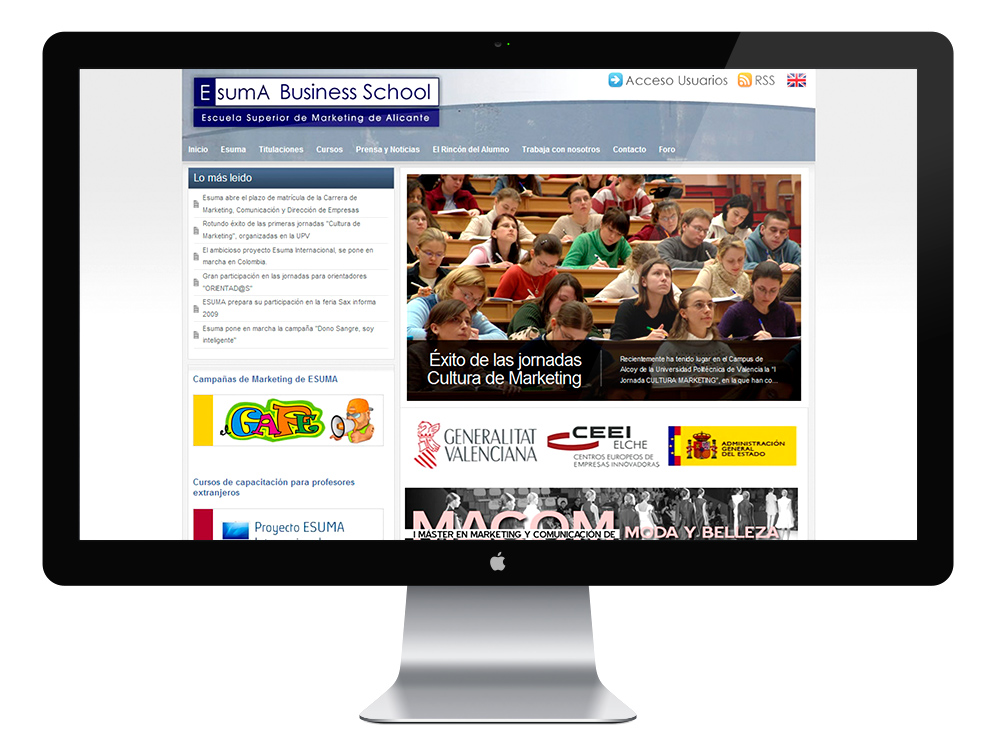 EsumA Business School
Escuela Superior de Marketing de Alicante
Acceso Usuarios RSS
Inicio Esuma Titulaciones Cursos Prensa y Noticias El Rincón del Alumno Trabaja con nosotros Contacto Foro
Lo más leido
Esuma abre el plazo de matrícula de la Carrera de
Marketing, Comunicación y Dirección de Empresas
Rotundo éxito de las primeras jornadas "Cultura de
Marketing", organizadas en la UPV
El ambicioso proyecto Esuma Internacional, se pone en
marcha en Colombia.
Gran participación en las jornadas para orientadores
"ORIENTAD@S"
ESUMA prepara su participación en la feria Sax informa
2009
Esuma pone en marcha la campaña "Dono Sangre, soy
inteligente"
Campañas de Marketing de ESUMA
el GAFE
Cursos de capacitación para profesores
extranjeros
Proyecto ESUMA
Éxito de las jornadas
Cultura de Marketing
Recientemente ha tenido lugar en el Campus de
Alcoy de la Universidad Politécnica de Valencia la "I
Jornada CULTURA MARKETING", en la que han co...
GENERALITAT
VALENCIANA
CEEI
ELCHE
CENTROS EUROPEOS DE
EMPRESAS INNOVADORAS
ADMINISTRACIÓN
GENERAL
DEL ESTADO
MACOM
I MÁSTER EN MARKETING Y COMUNICACIÓN DE MODA Y BELLEZA